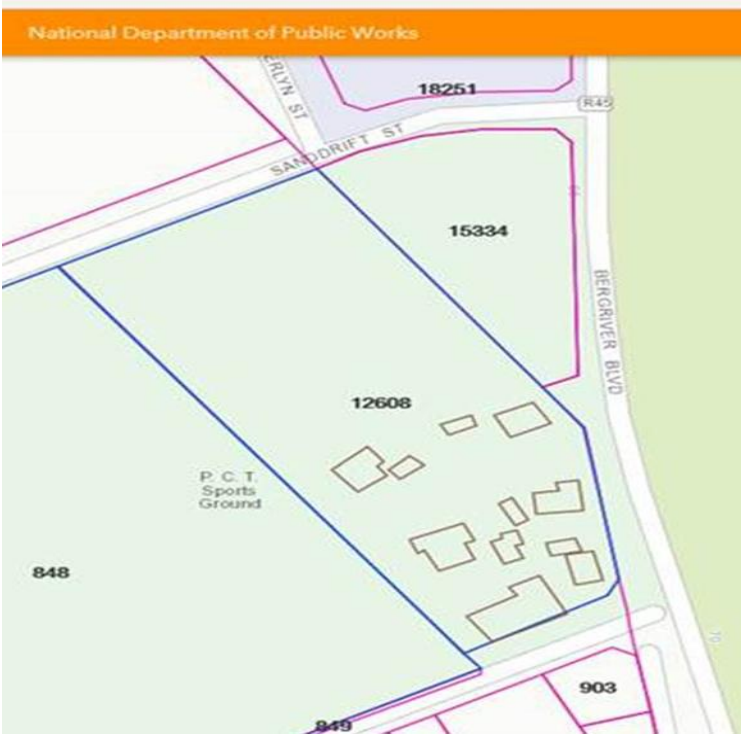 National Department of Public Works
18251
R45
SANDDRIFT ST
15334
BERGRIVER BLVD
12608
P. C. T.
Sports
Ground
848
903
849